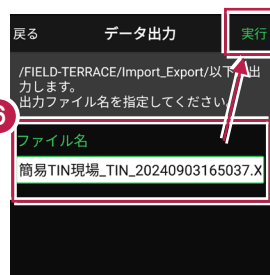 戻る データ出力 実行
/FIELD-TERRACE/Import_Export/以下 出
力します。
出力ファイル名を指定してください。
6
ファイル名
簡易TIN現場_TIN_20240903165037.X